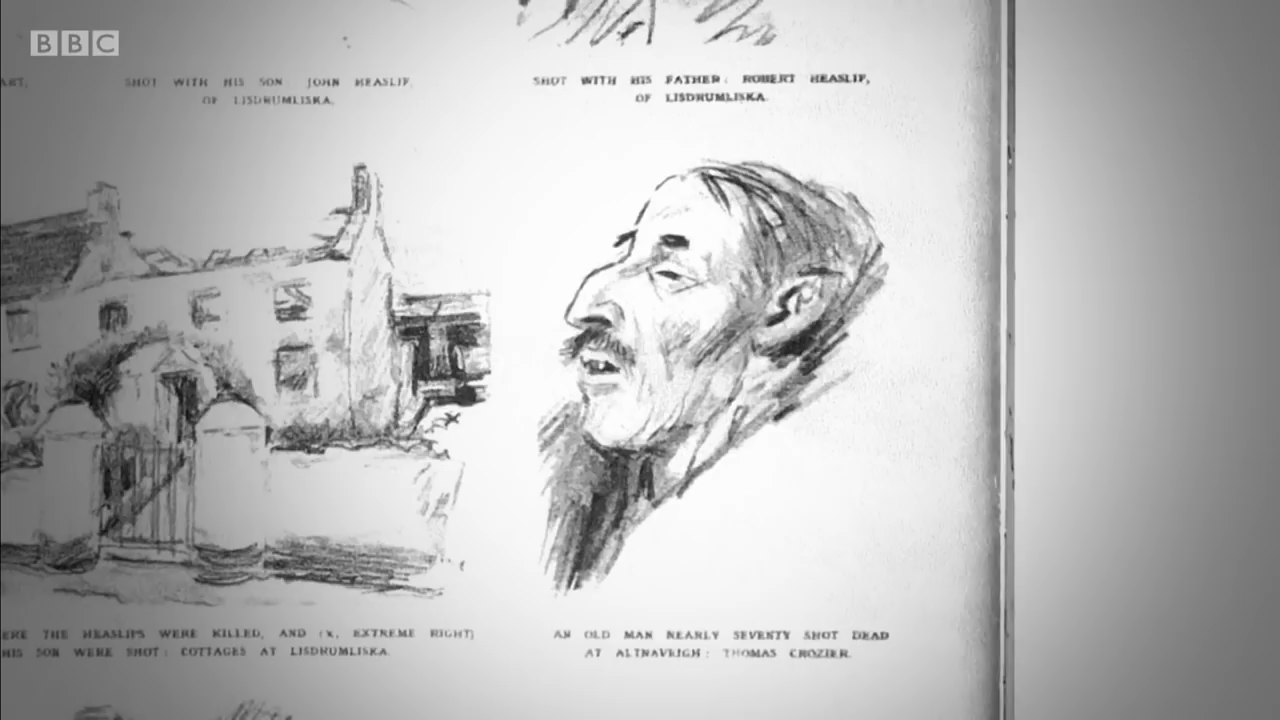 BBC
SHOT WITH HIS SON: JOHN HEASLIP,
OF LISDRUMLISKA.
SHOT WITH HIS FATHER: ROBERT HEASLIP,
OF LISDRUMLISKA.
ERE THE HEASLIPS WERE KILLED, AND (X, EXTREME RIGHT)
HIS SON WERE SHOT: COTTAGES AT LISDRUMLISKA.
AN OLD MAN NEARLY SEVENTY SHOT DEAD
AT ALTNAVEIGH: THOMAS CROZIER.